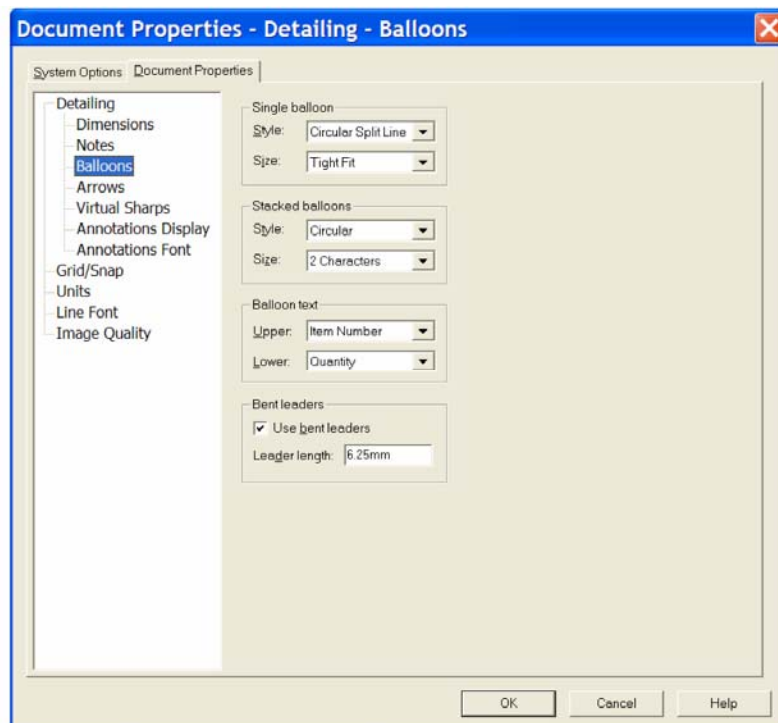 Document Properties - Detailing - Balloons
System Options Document Properties
Detailing
Dimensions
Notes
Balloons
Arrows
Virtual Sharps
Annotations Display
Annotations Font
Grid/Snap
Units
Line Font
Image Quality
Single balloon
Style: Circular Split Line
Size: Tight Fit
Stacked balloons
Style: Circular
Size: 2 Characters
Balloon text
Upper: Item Number
Lower: Quantity
Bent leaders
Use bent leaders
Leader length: 6.25mm
OK Cancel Help